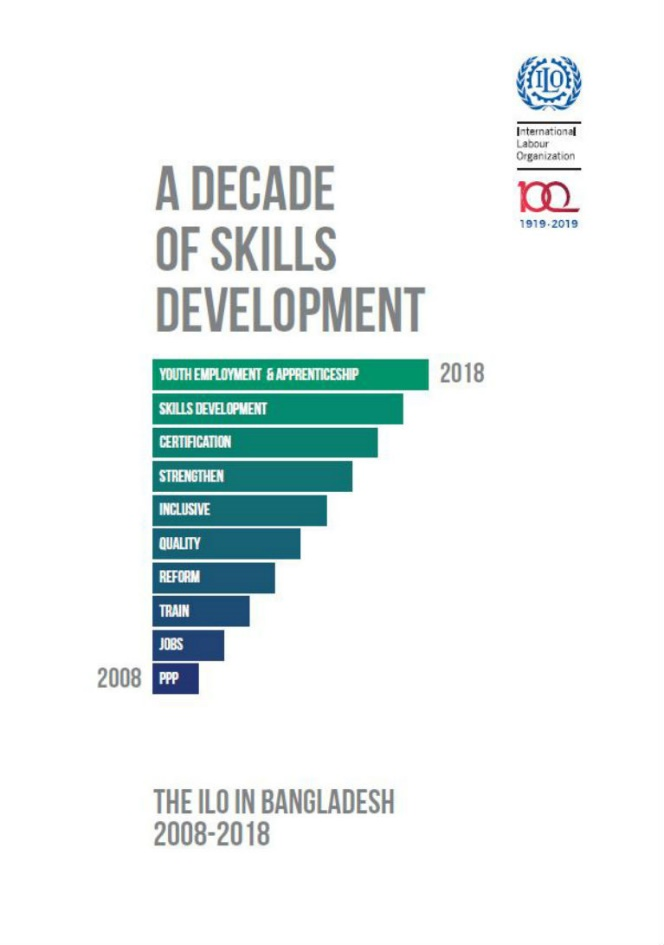 ILO
International
Labour
Organization
100
1919·2019
A DECADE
OF SKILLS
DEVELOPMENT
YOUTH EMPLOYMENT & APPRENTICESHIP
2018
SKILLS DEVELOPMENT
CERTIFICATION
STRENGTHEN
INCLUSIVE
QUALITY
REFORM
TRAIN
JOBS
2008
PPP
THE ILO IN BANGLADESH
2008-2018